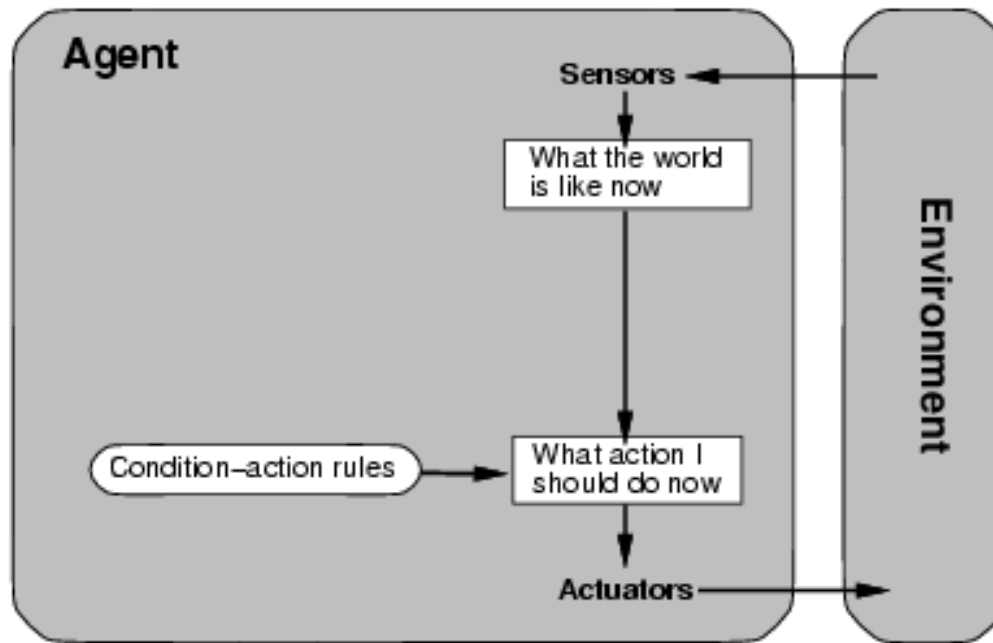 Agent
Sensors
What the world
is like now
Environment
Condition–action rules
What action I
should do now
Actuators